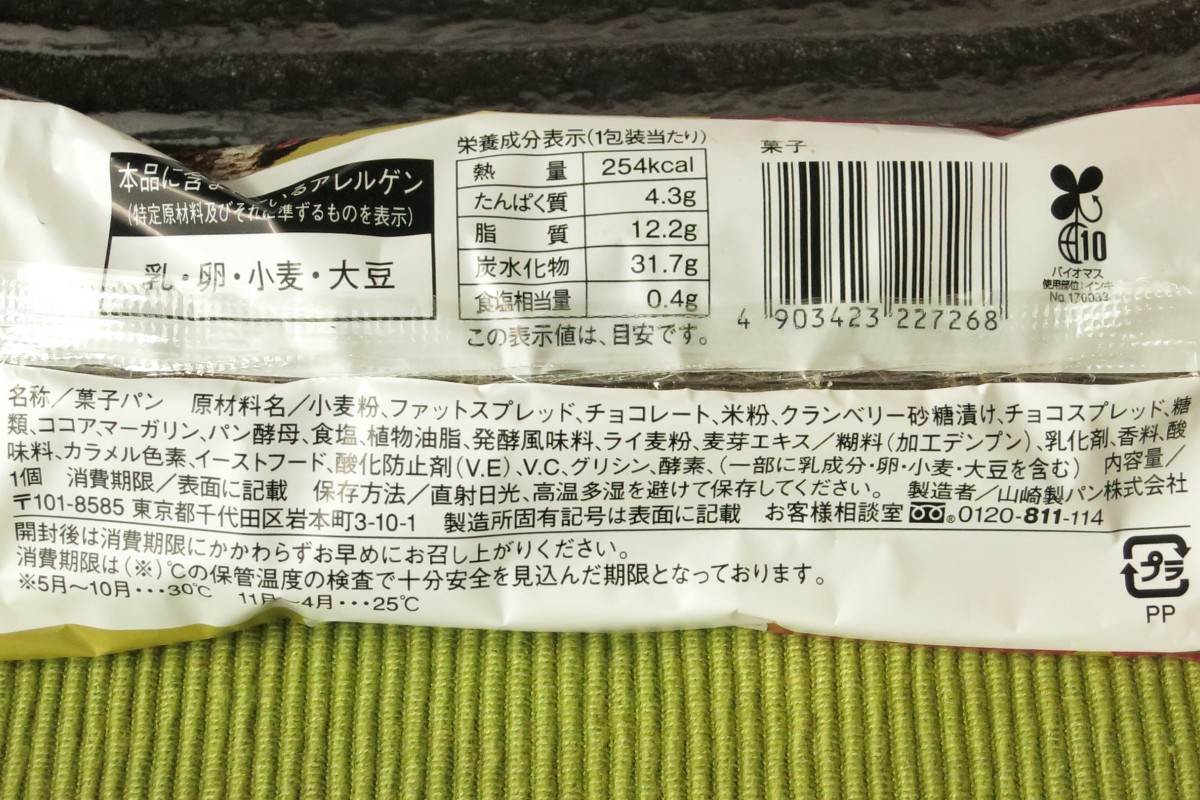 本品に含まれているアレルゲン
(特定原材料及びそれに準ずるものを表示)
乳・卵・小麦・大豆
栄養成分表示(1包装当たり)
熱量 254kcal
たんぱく質 4.3g
脂質 12.2g
炭水化物 31.7g
食塩相当量 0.4g
この表示値は、目安です。
菓子
4 903423 227268
10
バイオマス
使用部位:インキ
No.170033
名称/菓子パン 原材料名/小麦粉、ファットスプレッド、チョコレート、米粉、クランベリー砂糖漬け、チョコスプレッド、糖
類、ココア、マーガリン、パン酵母、食塩、植物油脂、発酵風味料、ライ麦粉、麦芽エキス/糊料(加工デンプン)、乳化剤、香料、酸
味料、カラメル色素、イーストフード、酸化防止剤(V.E)、V.C、グリシン、酵素、(一部に乳成分・卵・小麦・大豆を含む) 内容量/
1個 消費期限/表面に記載 保存方法/直射日光、高温多湿を避けて保存してください。 製造者/山崎製パン株式会社
〒101-8585 東京都千代田区岩本町3-10-1 製造所固有記号は表面に記載 お客様相談室 ®0120-811-114
開封後は消費期限にかかわらずお早めにお召し上がりください。
消費期限は(※)℃の保管温度の検査で十分安全を見込んだ期限となっております。
※5月〜10月・・・30℃ 11月〜4月・・・25℃
プラ
PP